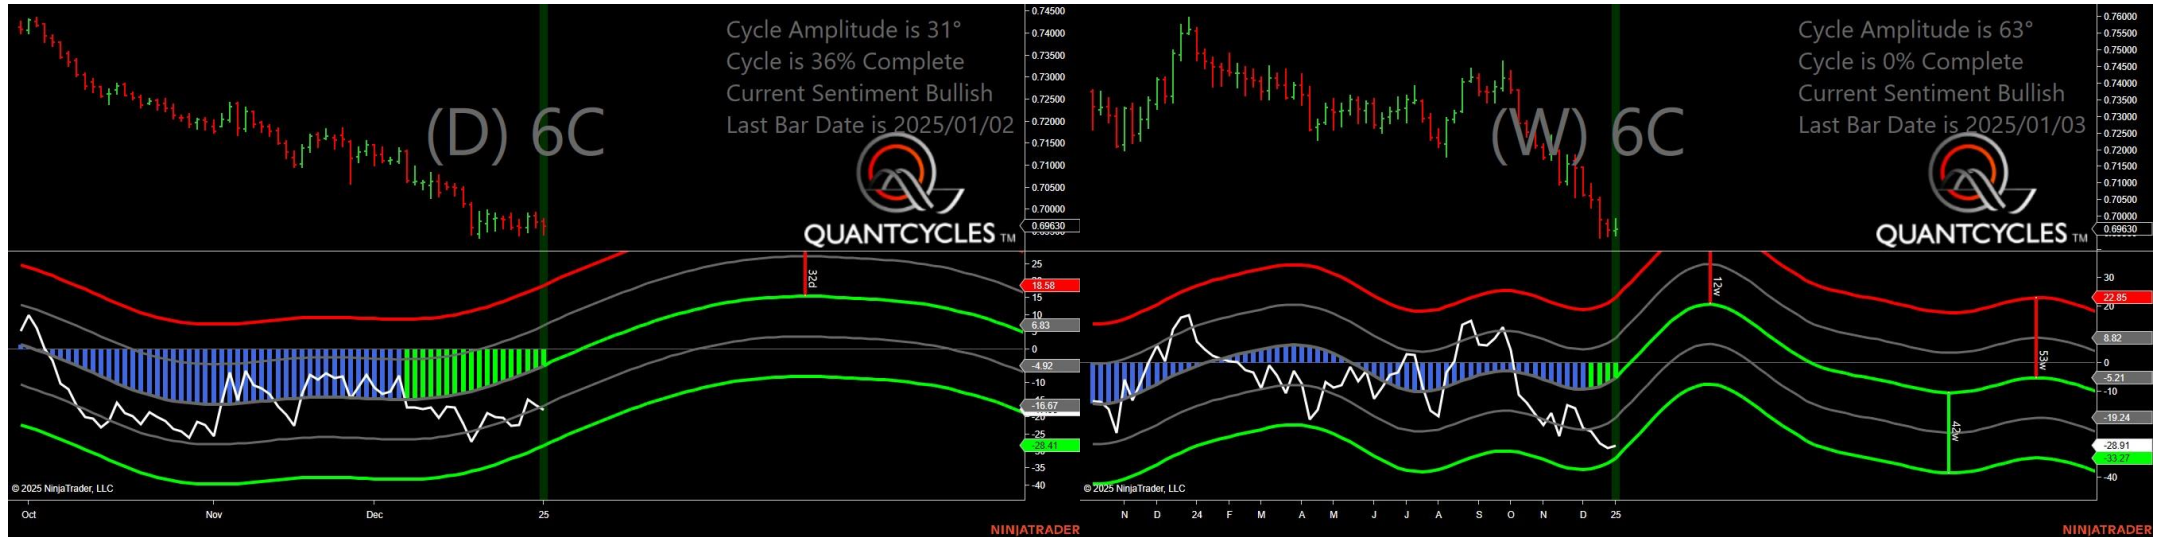 Cycle Amplitude is 31°
Cycle is 36% Complete
Current Sentiment Bullish
Last Bar Date is 2025/01/02
(D) 6C
QUANTCYCLES TM
0.74500
0.74000
0.73500
0.73000
0.72500
0.72000
0.71500
0.71000
0.70500
0.70000
0.69630
32d
25
18.58
15
10
6.83
0
-4.92
-10
-16.67
-20
-25
-28.41
-35
-40
© 2025 NinjaTrader, LLC
Oct
Nov
Dec
25
NINJATRADER
Cycle Amplitude is 63°
Cycle is 0% Complete
Current Sentiment Bullish
Last Bar Date is 2025/01/03
(W) 6C
QUANTCYCLES TM
0.76000
0.75500
0.75000
0.74500
0.74000
0.73500
0.73000
0.72500
0.72000
0.71500
0.71000
0.70500
0.70000
0.69630
12w
53w
42w
30
22.85
20
8.82
0
-5.21
-10
-19.24
-28.91
-33.27
-40
© 2025 NinjaTrader, LLC
N D 24 F M A M J J A S O N D 25
NINJATRADER